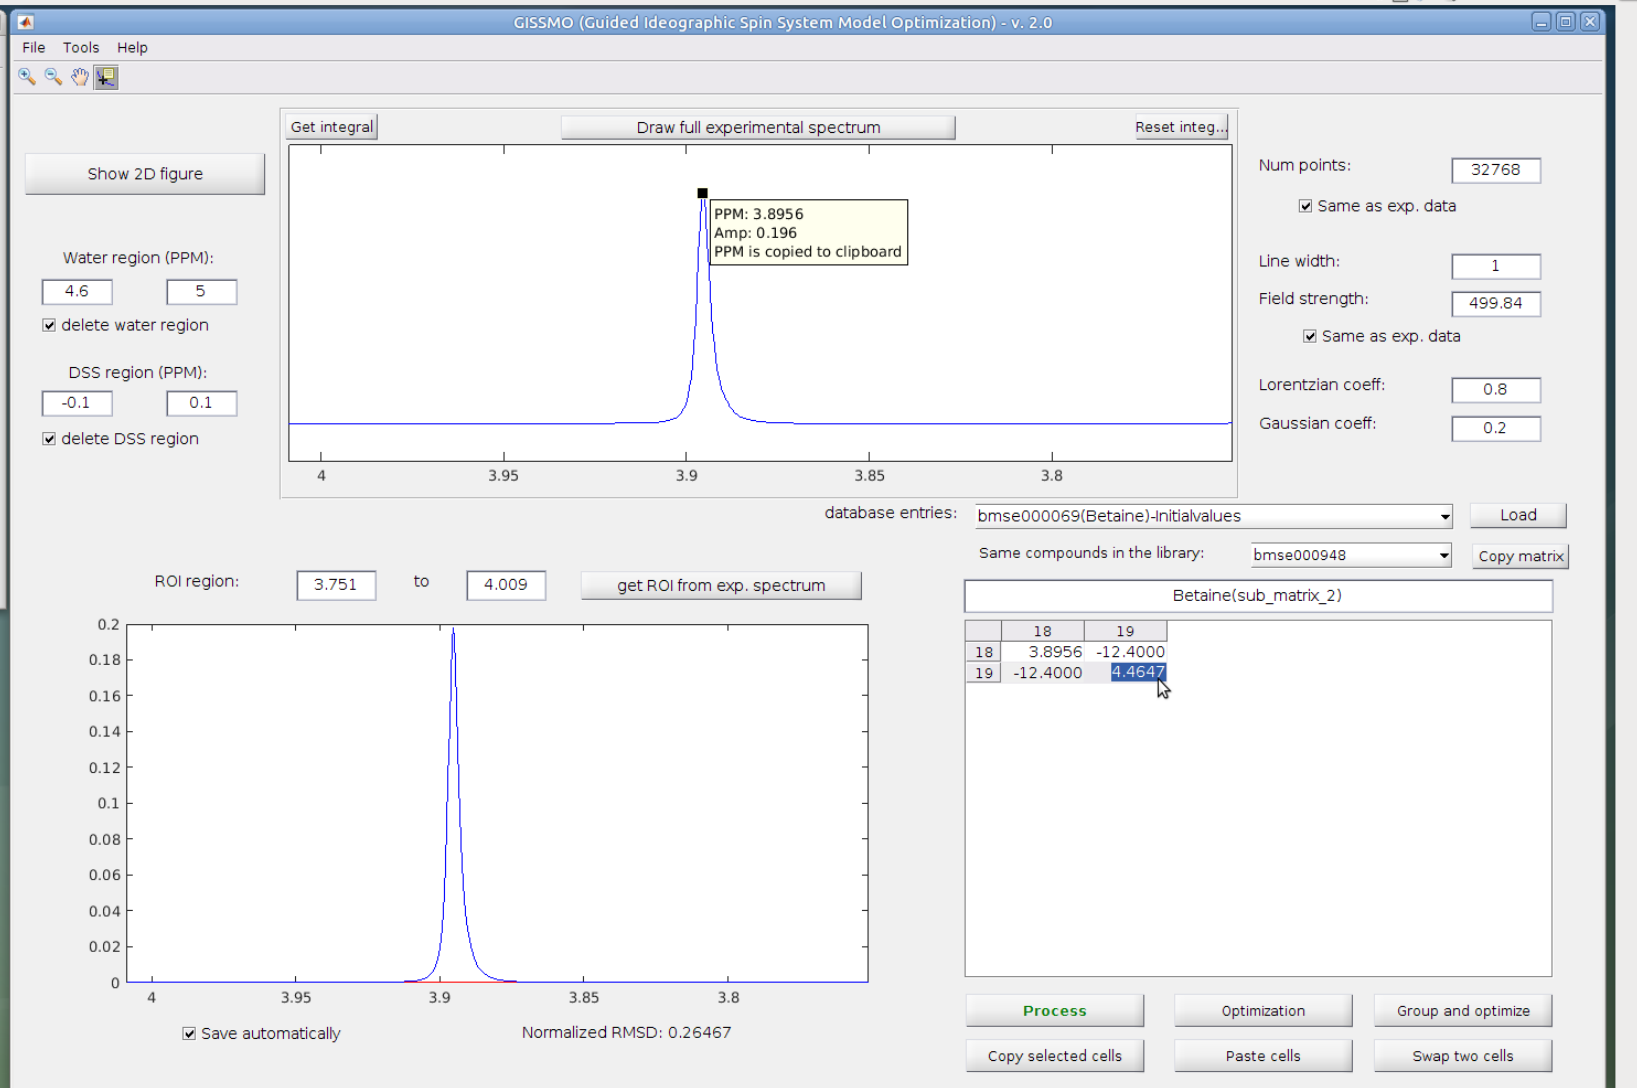 GISSMO (Guided Ideographic Spin System Model Optimization) - v. 2.0
File Tools Help
Get integral
Draw full experimental spectrum
Reset integ...
Show 2D figure
PPM: 3.8956
Amp: 0.196
PPM is copied to clipboard
4 3.95 3.9 3.85 3.8
Water region (PPM):
4.6 5
delete water region
DSS region (PPM):
-0.1 0.1
delete DSS region
Num points: 32768
Same as exp. data
Line width: 1
Field strength: 499.84
Same as exp. data
Lorentzian coeff: 0.8
Gaussian coeff: 0.2
database entries: bmse000069(Betaine)-Initialvalues Load
Same compounds in the library: bmse000948 Copy matrix
ROI region: 3.751 to 4.009 get ROI from exp. spectrum
0.2
0.18
0.16
0.14
0.12
0.1
0.08
0.06
0.04
0.02
0
4 3.95 3.9 3.85 3.8
Save automatically
Normalized RMSD: 0.26467
Betaine(sub_matrix_2)
18 19
18 3.8956 -12.4000
19 -12.4000 4.4647
Process Optimization Group and optimize
Copy selected cells Paste cells Swap two cells